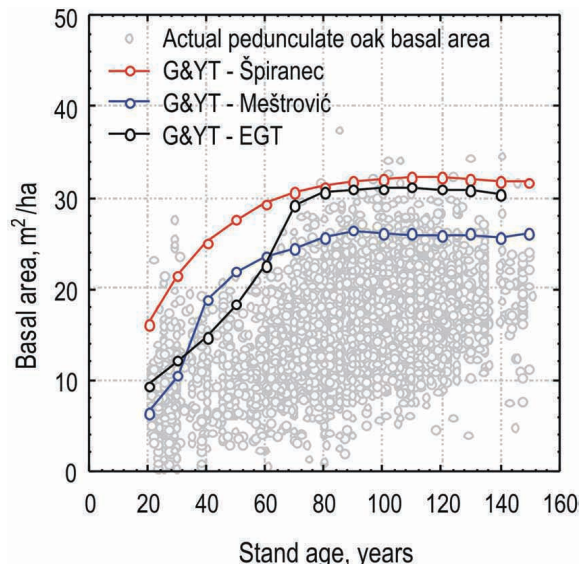 50
40
30
20
10
0
Basal area, m²/ha
Actual pedunculate oak basal area
G&YT - Špiranec
G&YT - Meštrović
G&YT - EGT
0 20 40 60 80 100 120 140 160
Stand age, years